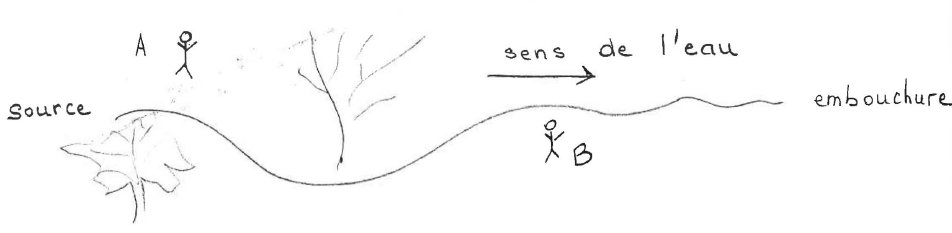 A
sens de l'eau
source
embouchure
B